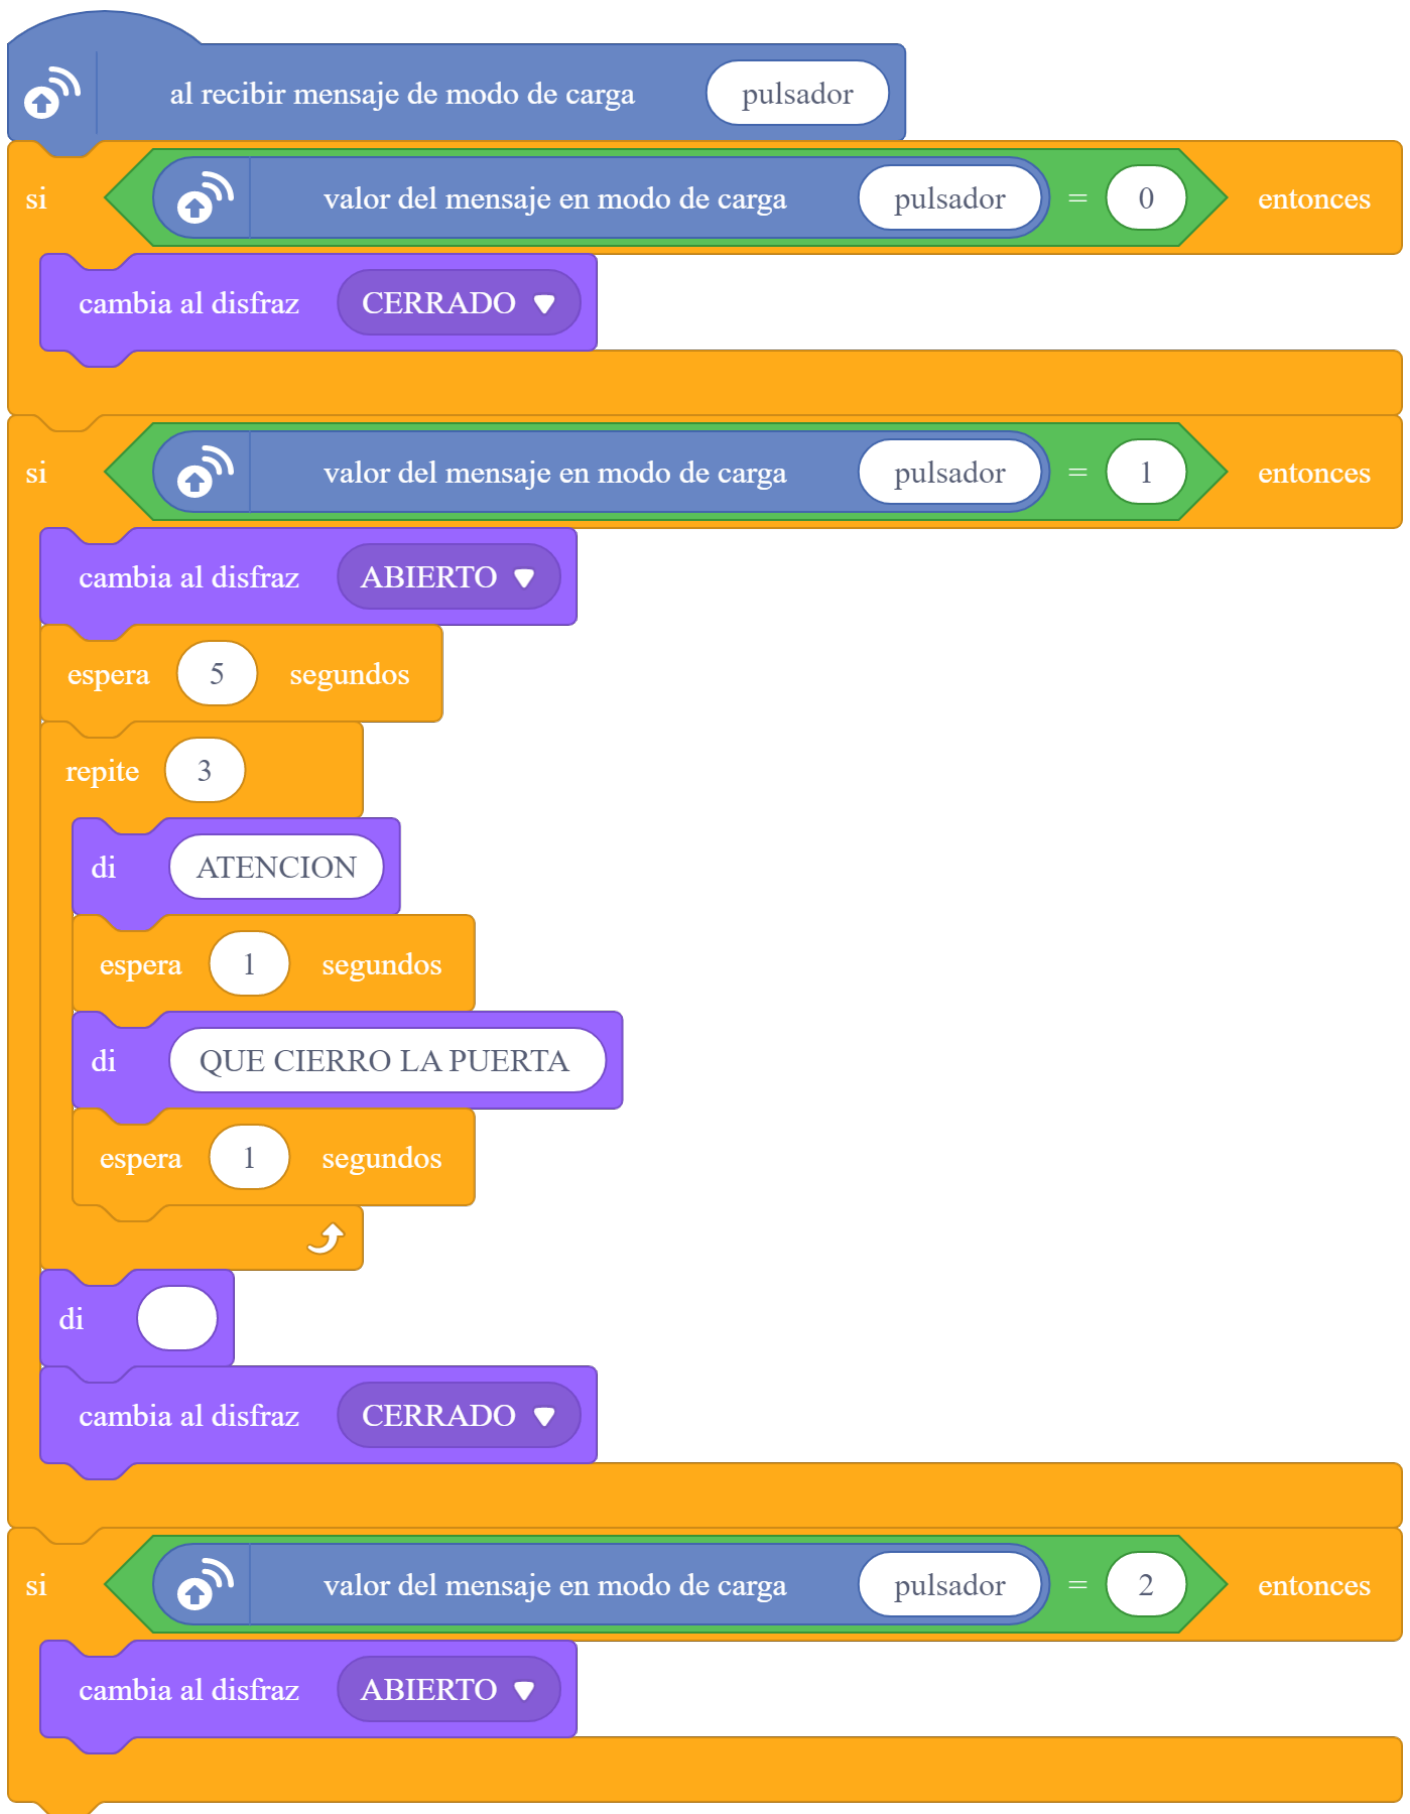 al recibir mensaje de modo de carga pulsador
si valor del mensaje en modo de carga pulsador = 0 entonces
cambia al disfraz CERRADO
si valor del mensaje en modo de carga pulsador = 1 entonces
cambia al disfraz ABIERTO
espera 5 segundos
repite 3
di ATENCION
espera 1 segundos
di QUE CIERRO LA PUERTA
espera 1 segundos
di
cambia al disfraz CERRADO
si valor del mensaje en modo de carga pulsador = 2 entonces
cambia al disfraz ABIERTO